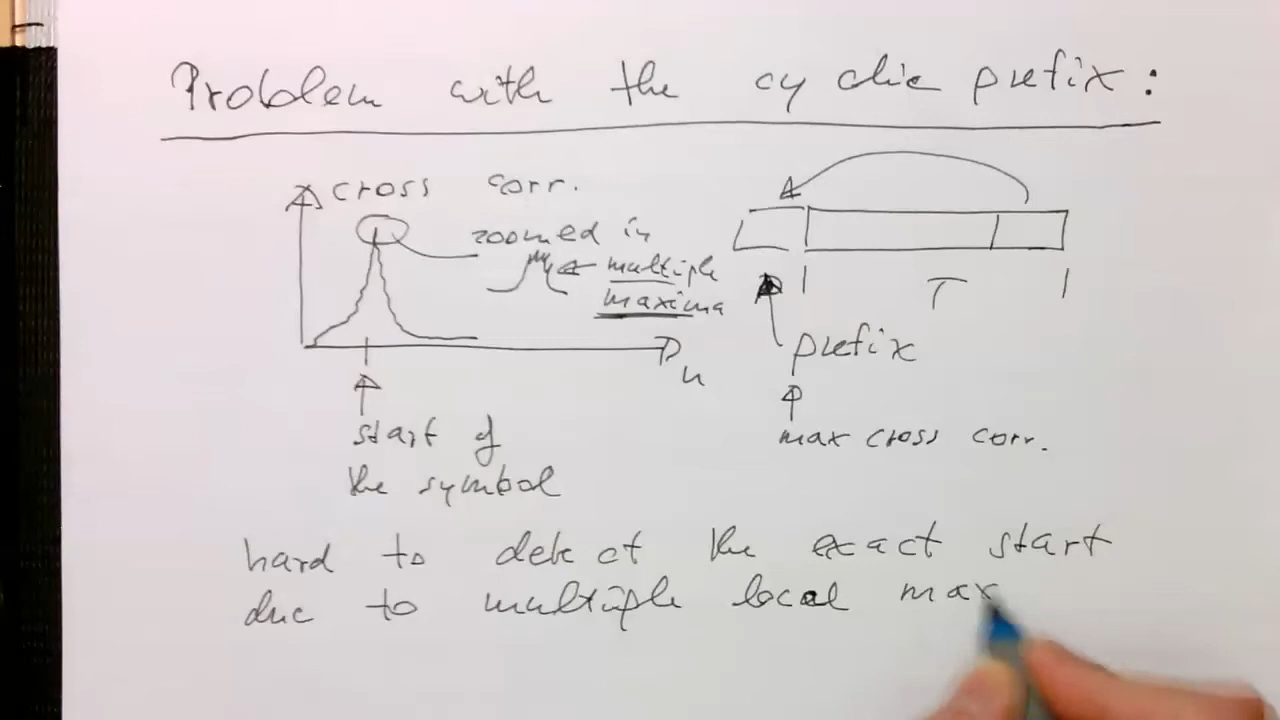 Problem with the cyclic prefix:
cross corr.
zoomed in
multiple
maxima
n
start of
the symbol
T
prefix
max cross corr.
hard to detect the exact start
due to multiple local max